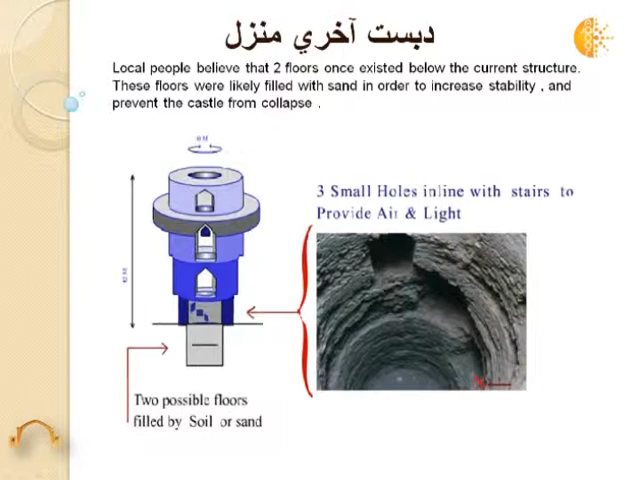 دبست آخري منزل
Local people believe that 2 floors once existed below the current structure.
These floors were likely filled with sand in order to increase stability , and
prevent the castle from collapse .
3 Small Holes inline with stairs to
Provide Air & Light
Two possible floors
filled by Soil or sand